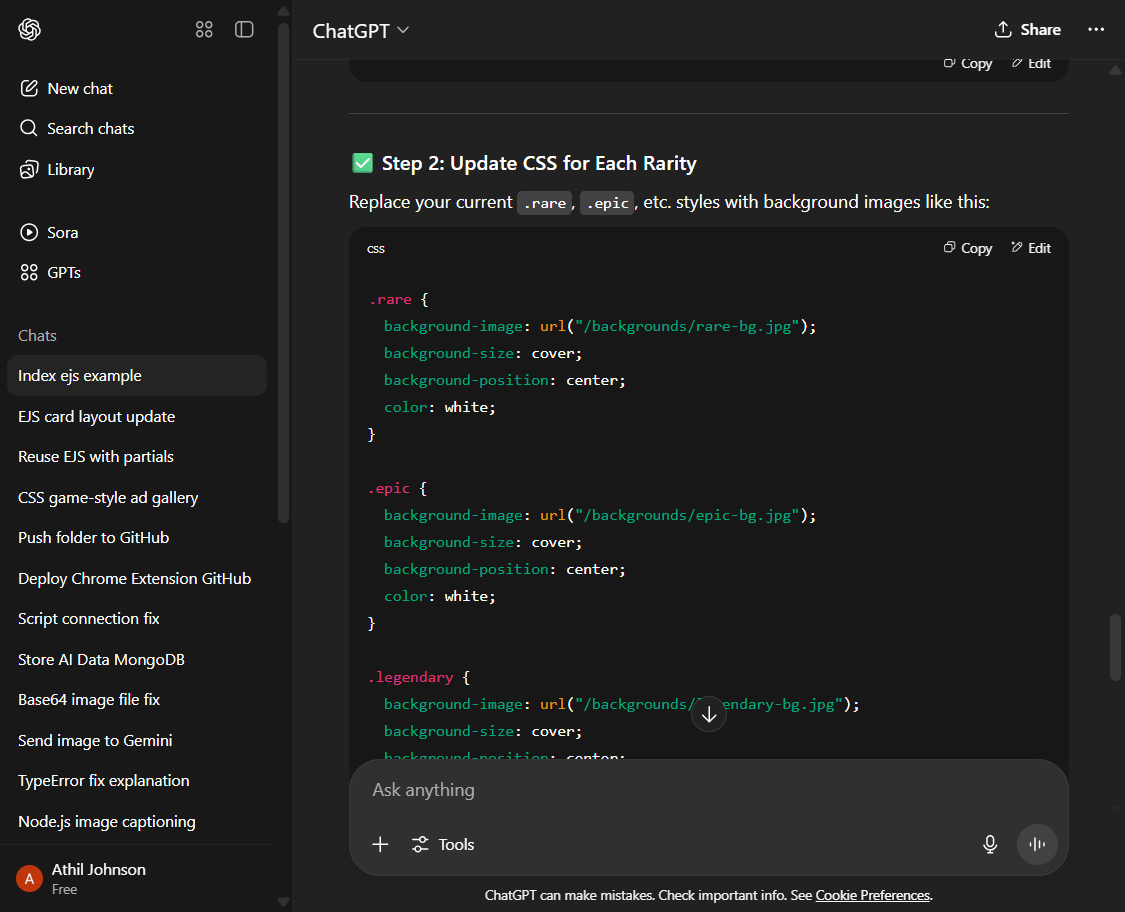 ChatGPT
Share
Copy
Edit
New chat
Search chats
Library
Sora
GPTs
Chats
Index ejs example
EJS card layout update
Reuse EJS with partials
CSS game-style ad gallery
Push folder to GitHub
Deploy Chrome Extension GitHub
Script connection fix
Store AI Data MongoDB
Base64 image file fix
Send image to Gemini
TypeError fix explanation
Node.js image captioning
A
Athil Johnson
Free
Step 2: Update CSS for Each Rarity
Replace your current .rare, .epic, etc. styles with background images like this:
css
Copy
Edit
.rare {
  background-image: url("/backgrounds/rare-bg.jpg");
  background-size: cover;
  background-position: center;
  color: white;
}
.epic {
  background-image: url("/backgrounds/epic-bg.jpg");
  background-size: cover;
  background-position: center;
  color: white;
}
.legendary {
  background-image: url("/backgrounds/ endary-bg.jpg");
  background-size: cover;
  background-position: center;
Ask anything
Tools
ChatGPT can make mistakes. Check important info. See Cookie Preferences.